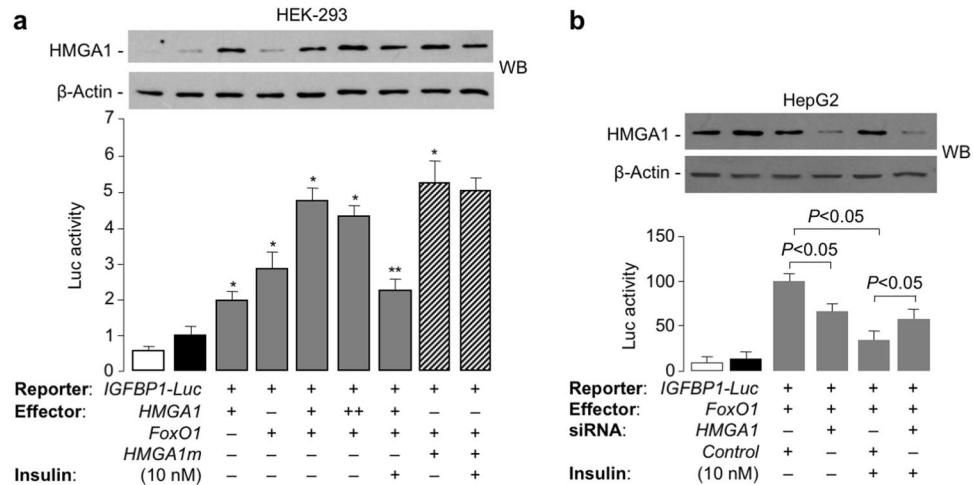 a
HEK-293
HMGA1 -
β-Actin -
WB
7
6
5
4
3
2
1
0
Luc activity
* * * * ** *
Reporter: IGFBP1-Luc + + + + + + +
Effector: HMGA1 + – + ++ + – –
FoxO1 – + + + + + +
HMGA1m – – – – – + +
Insulin: (10 nM) – – – – + – +
b
HepG2
HMGA1 -
β-Actin -
WB
150
100
50
0
Luc activity
P<0.05
P<0.05
P<0.05
Reporter: IGFBP1-Luc + + + +
Effector: FoxO1 + + + +
siRNA: HMGA1 – + – +
Control + – + –
Insulin: (10 nM) – – + +